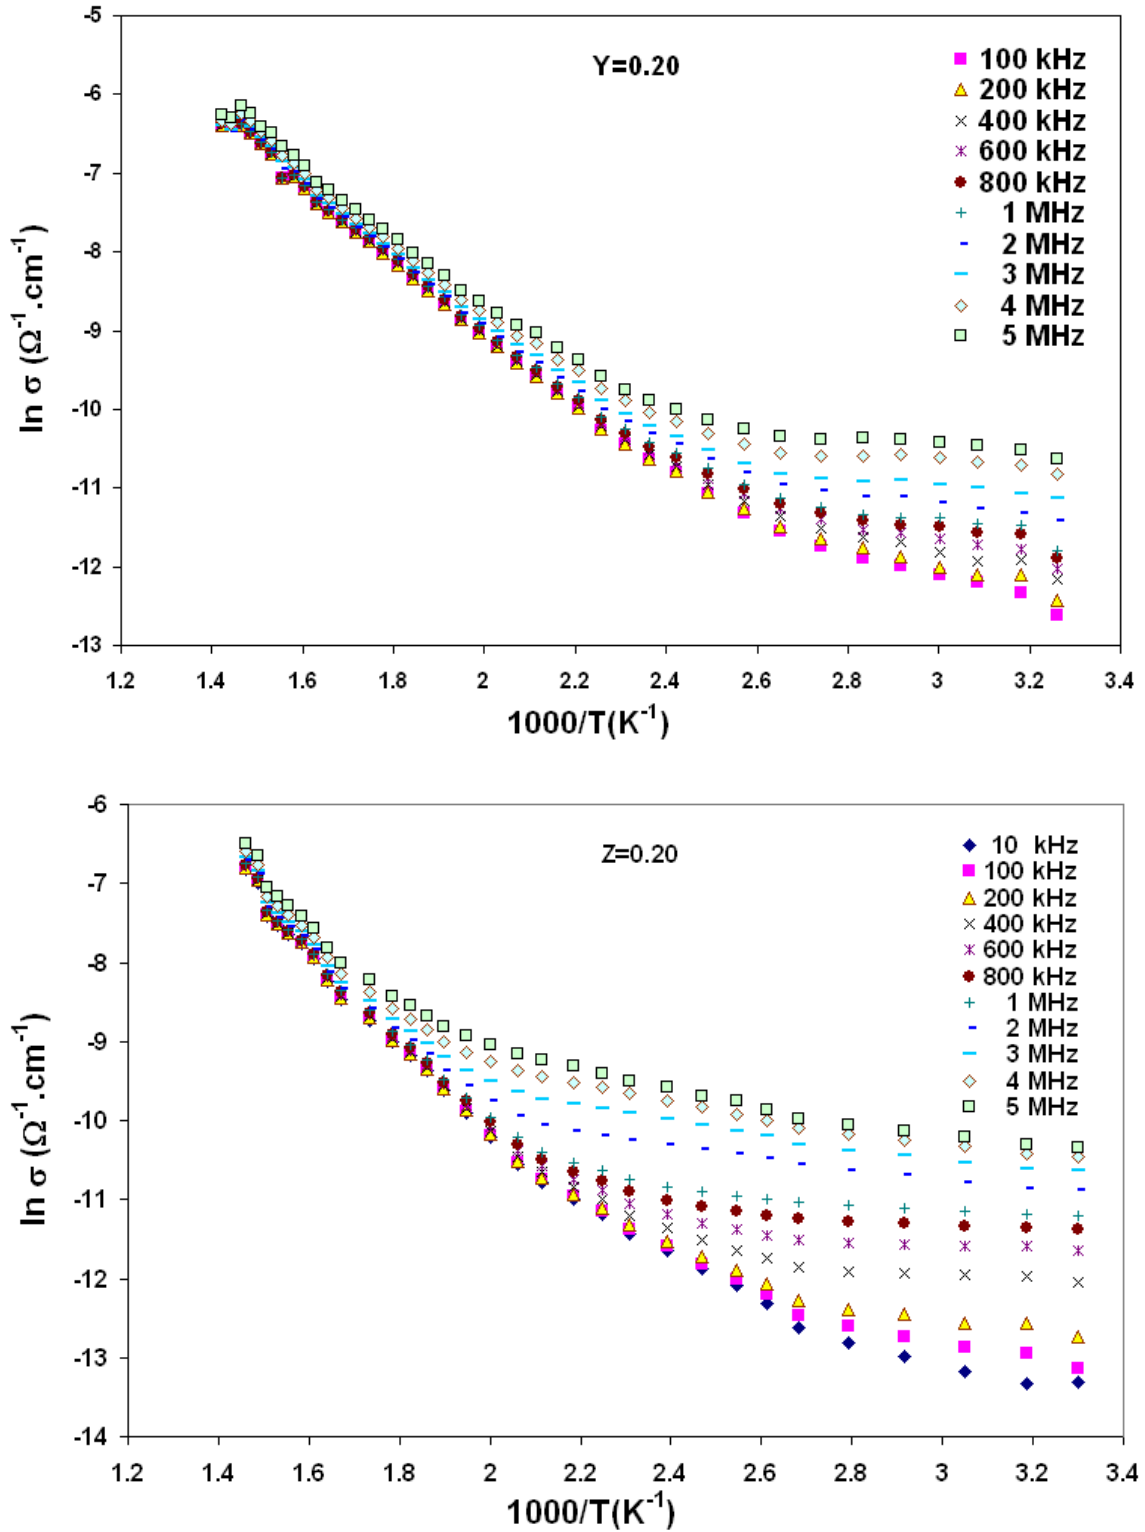 Y=0.20
-5
-6
-7
-8
-9
-10
-11
-12
-13
ln σ (Ω⁻¹.cm⁻¹)
100 kHz
200 kHz
400 kHz
600 kHz
800 kHz
1 MHz
2 MHz
3 MHz
4 MHz
5 MHz
1.2 1.4 1.6 1.8 2 2.2 2.4 2.6 2.8 3 3.2 3.4
1000/T(K⁻¹)
Z=0.20
-6
-7
-8
-9
-10
-11
-12
-13
-14
ln σ (Ω⁻¹.cm⁻¹)
10 kHz
100 kHz
200 kHz
400 kHz
600 kHz
800 kHz
1 MHz
2 MHz
3 MHz
4 MHz
5 MHz
1.2 1.4 1.6 1.8 2 2.2 2.4 2.6 2.8 3 3.2 3.4
1000/T(K⁻¹)